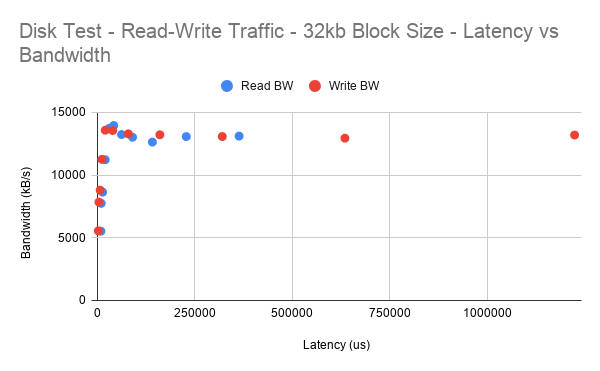 Disk Test - Read-Write Traffic - 32kb Block Size - Latency vs
Bandwidth
Read BW
Write BW
15000
10000
5000
0
Bandwidth (kB/s)
0
250000
500000
750000
1000000
Latency (us)